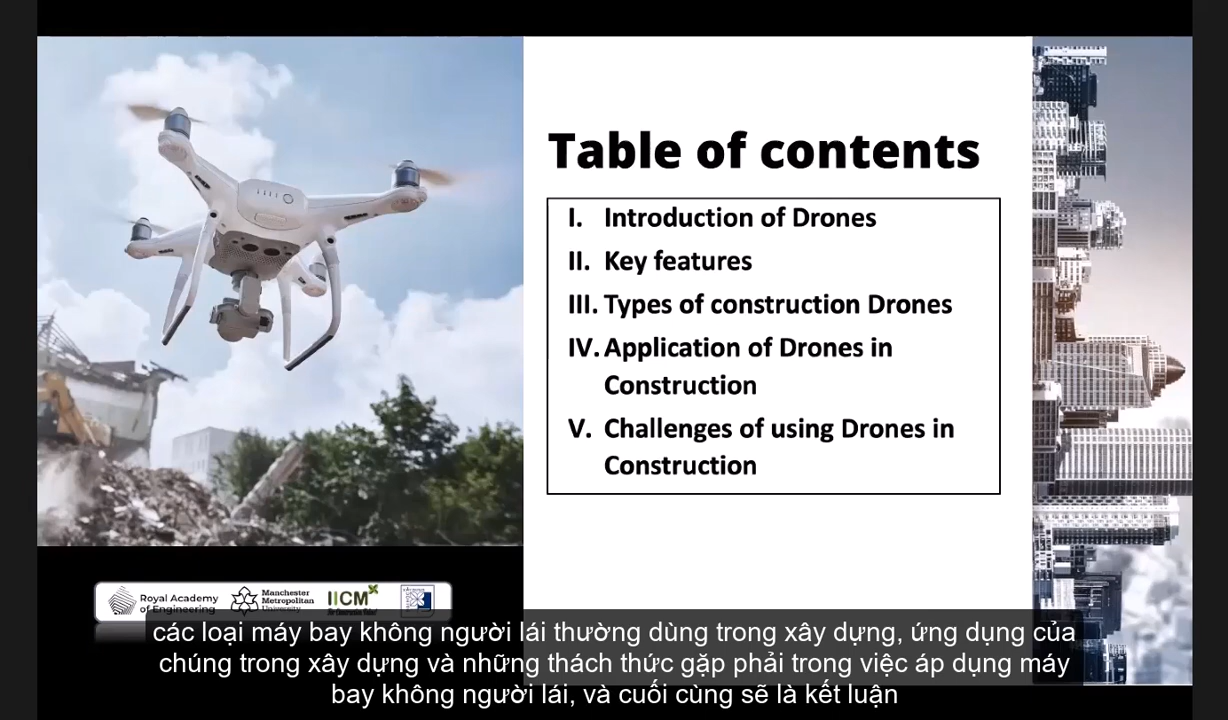 Table of contents
I. Introduction of Drones
II. Key features
III. Types of construction Drones
IV. Application of Drones in
Construction
V. Challenges of using Drones in
Construction
Royal Academy
of Engineering
Manchester
Metropolitan
University
IICM
các loại máy bay không người lái thường dùng trong xây dựng, ứng dụng của
chúng trong xây dựng và những thách thức gặp phải trong việc áp dụng máy
bay không người lái, và cuối cùng sẽ là kết luận